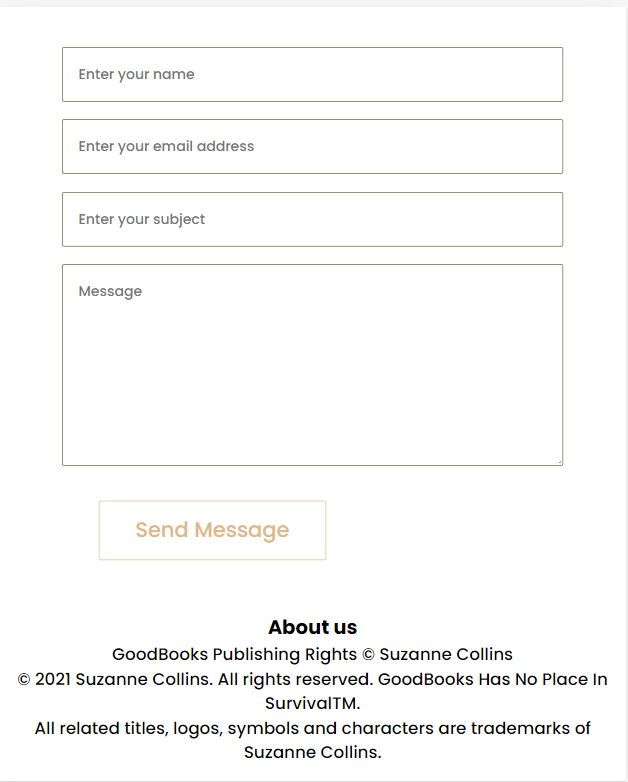 Enter your name
Enter your email address
Enter your subject
Message
Send Message
About us
GoodBooks Publishing Rights © Suzanne Collins
© 2021 Suzanne Collins. All rights reserved. GoodBooks Has No Place In
SurvivalTM.
All related titles, logos, symbols and characters are trademarks of
Suzanne Collins.